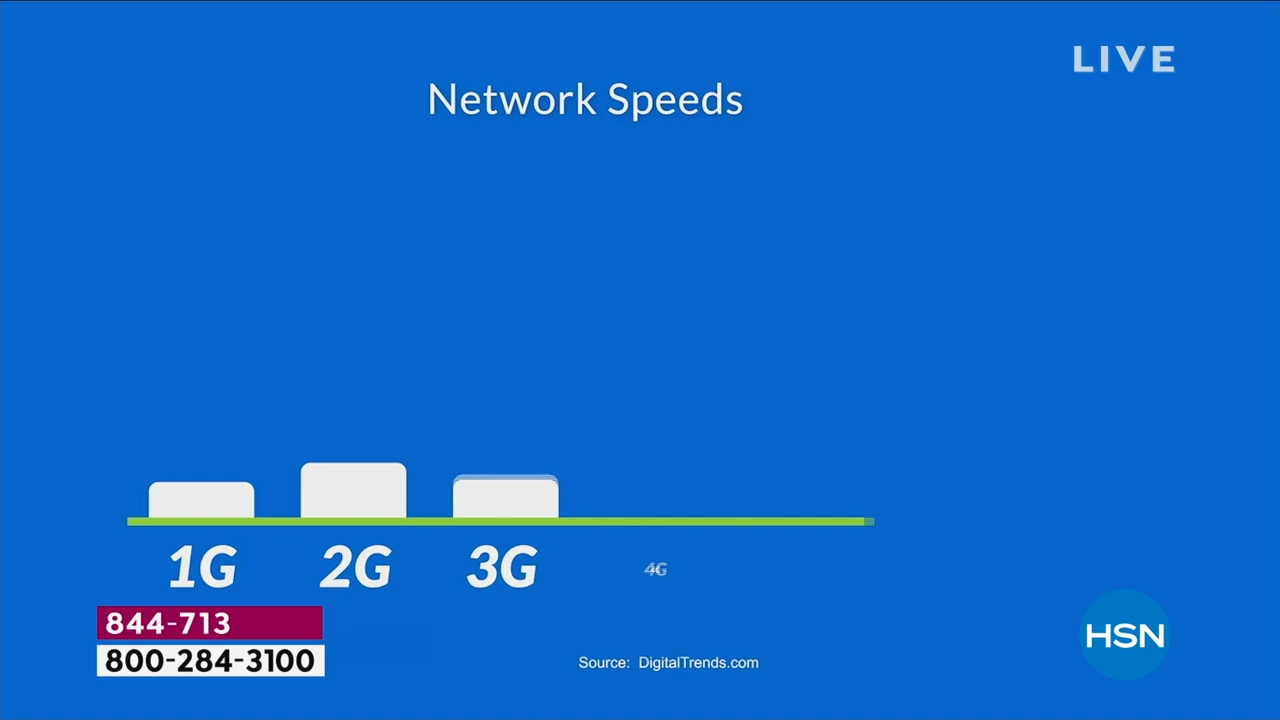 LIVE
Network Speeds
1G 2G 3G 4G
844-713
800-284-3100
Source: DigitalTrends.com
HSN